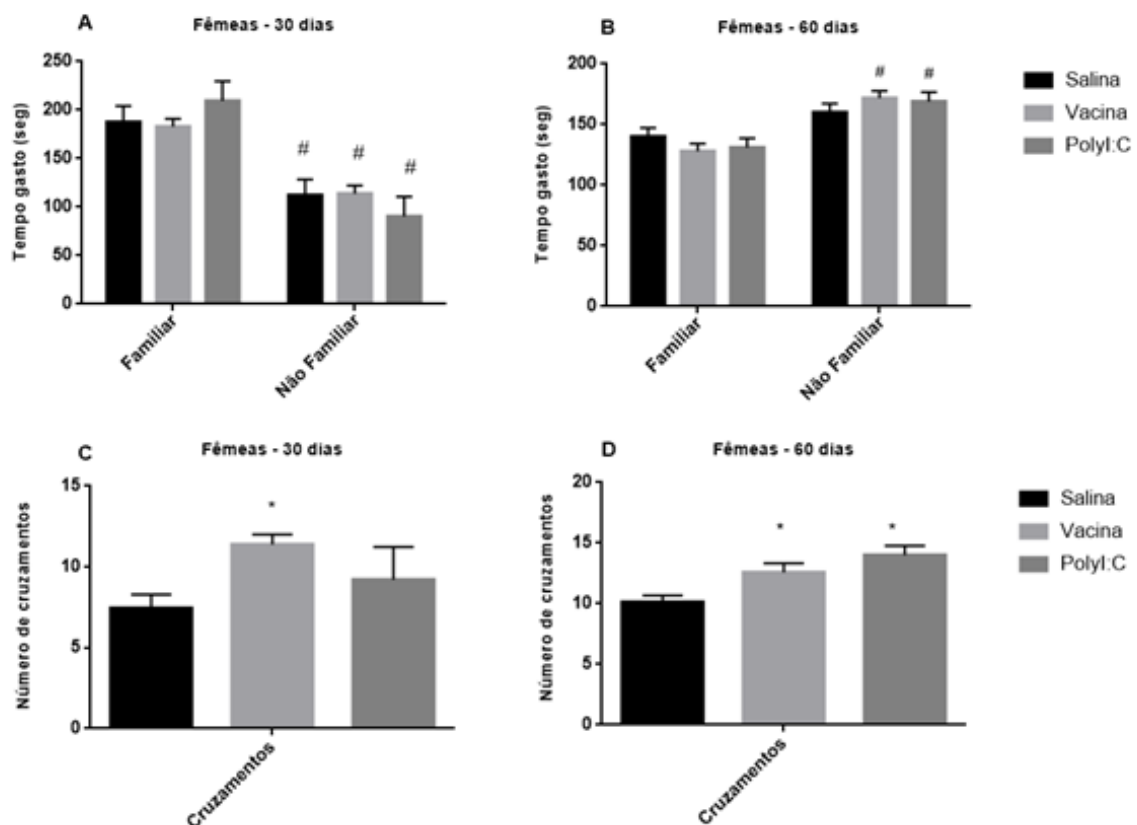 A
Fêmeas - 30 dias
Tempo gasto (seg)
250
200
150
100
50
0
# # #
Familiar
Não Familiar
B
Fêmeas - 60 dias
Tempo gasto (seg)
200
150
100
50
0
# #
Familiar
Não Familiar
Salina
Vacina
PolyI:C
C
Fêmeas - 30 dias
Número de cruzamentos
15
10
5
0
*
Cruzamentos
D
Fêmeas - 60 dias
Número de cruzamentos
20
15
10
5
0
* *
Cruzamentos
Salina
Vacina
PolyI:C